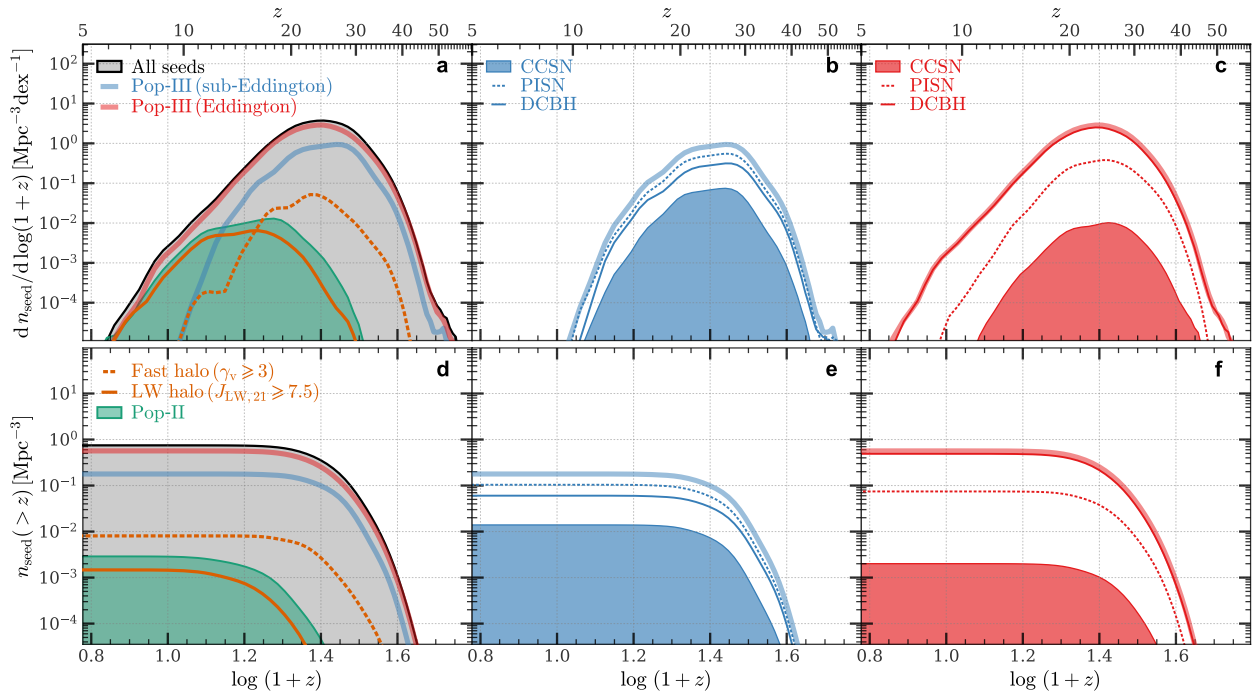 z z z
5 10 20 30 40 50 5 10 20 30 40 50 5 10 20 30 40 50
10² 10¹ 10⁰ 10⁻¹ 10⁻² 10⁻³ 10⁻⁴
d n_seed/d log(1 + z) [Mpc⁻³dex⁻¹]
a
All seeds
Pop-III (sub-Eddington)
Pop-III (Eddington)
b
CCSN
PISN
DCBH
c
CCSN
PISN
DCBH
10¹ 10⁰ 10⁻¹ 10⁻² 10⁻³ 10⁻⁴
n_seed(> z) [Mpc⁻³]
d
Fast halo (γ_v ⩾ 3)
LW halo (J_LW, 21 ⩾ 7.5)
Pop-II
e
f
0.8 1.0 1.2 1.4 1.6 0.8 1.0 1.2 1.4 1.6 0.8 1.0 1.2 1.4 1.6
log (1 + z) log (1 + z) log (1 + z)